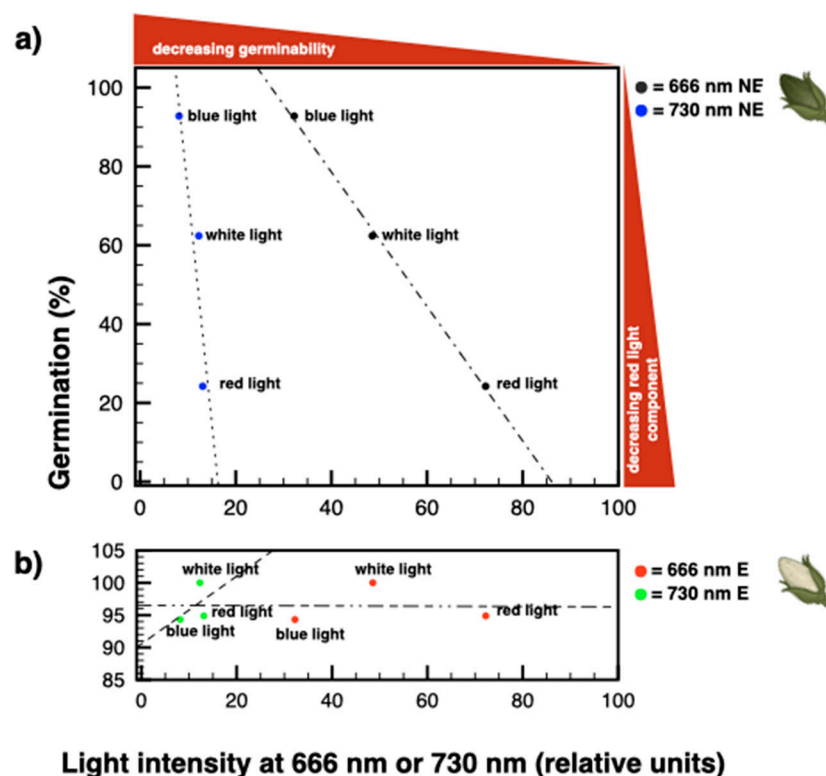 a)
decreasing germinability
= 666 nm NE
= 730 nm NE
100
80
60
40
20
0
Germination (%)
blue light
blue light
white light
white light
red light
red light
decreasing red light
component
0
20
40
60
80
100
b)
105
100
95
90
85
white light
white light
red light
red light
blue light
blue light
= 666 nm E
= 730 nm E
0
20
40
60
80
100
Light intensity at 666 nm or 730 nm (relative units)